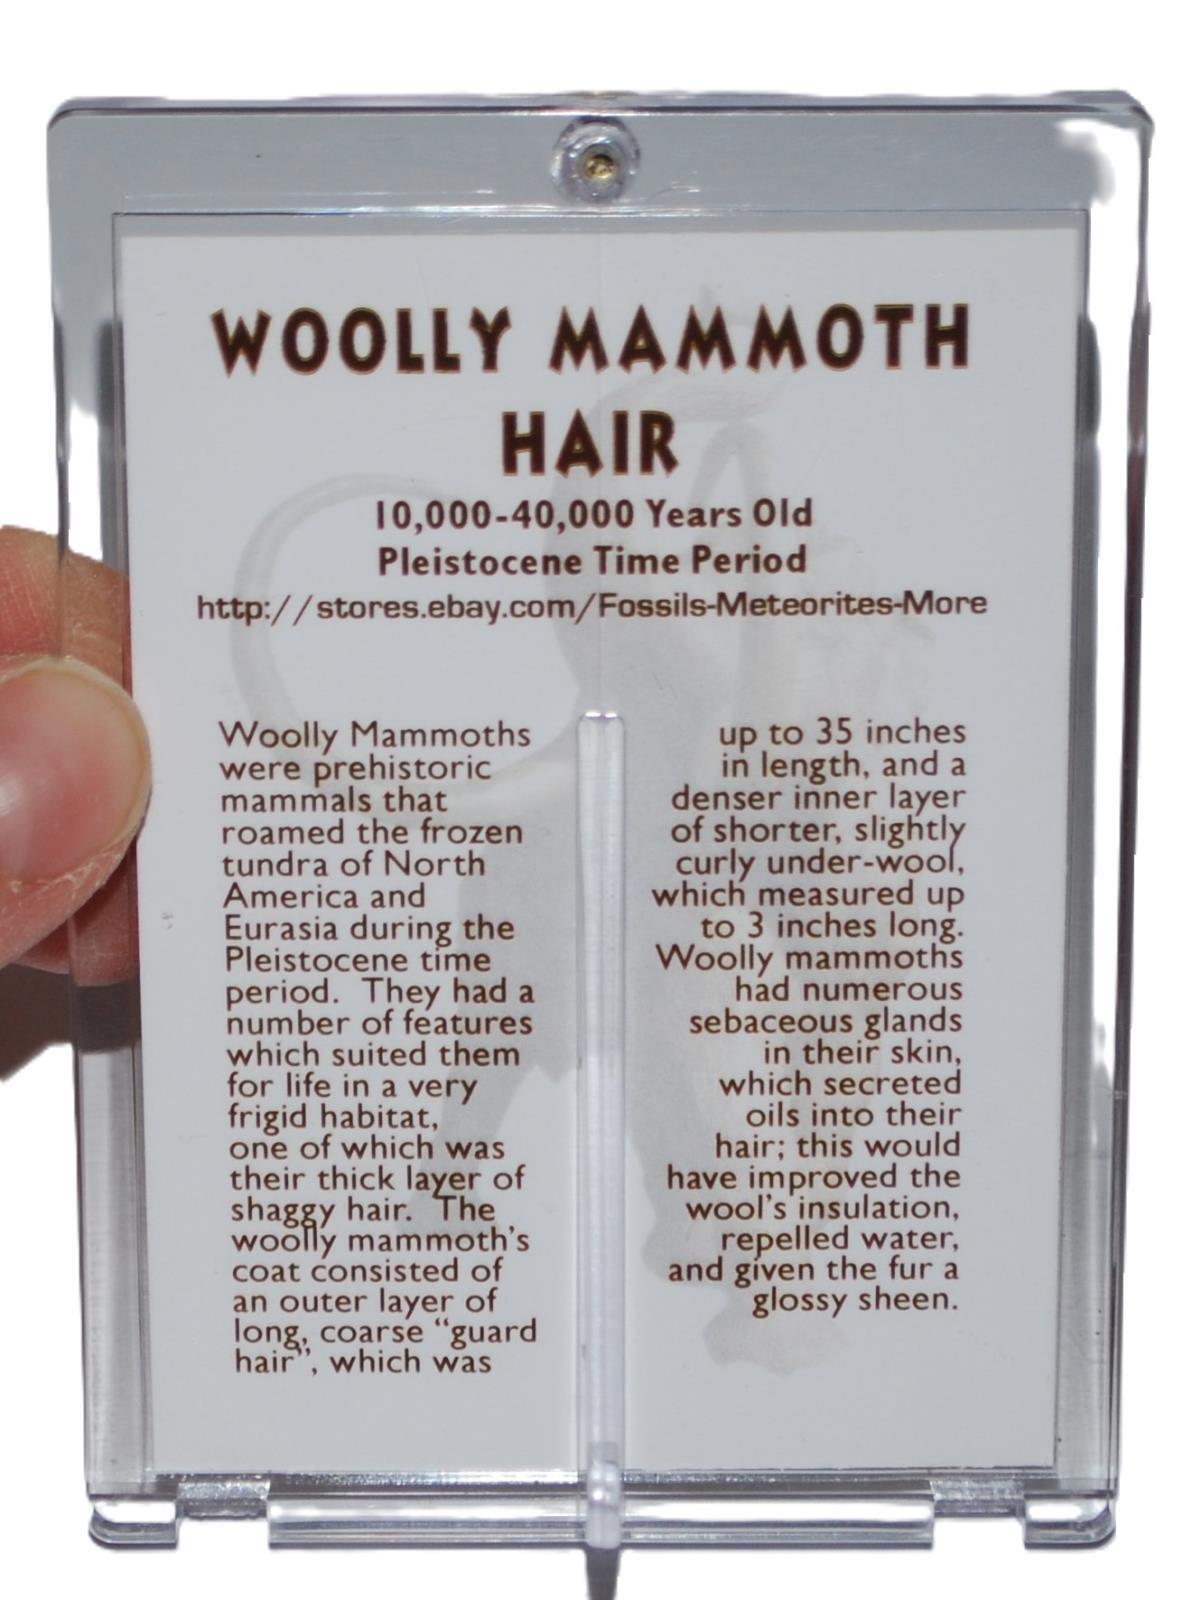 WOOLLY MAMMOTH
HAIR
10,000-40,000 Years Old
Pleistocene Time Period
http://stores.ebay.com/Fossils-Meteorites-More
Woolly Mammoths
were prehistoric
mammals that
roamed the frozen
tundra of North
America and
Eurasia during the
Pleistocene time
period.  They had a
number of features
which suited them
for life in a very
frigid habitat,
one of which was
their thick layer of
shaggy hair.  The
woolly mammoth's
coat consisted of
an outer layer of
long, coarse “guard
hair”, which was
up to 35 inches
in length, and a
denser inner layer
of shorter, slightly
curly under-wool,
which measured up
to 3 inches long.
Woolly mammoths
had numerous
sebaceous glands
in their skin,
which secreted
oils into their
hair; this would
have improved the
wool's insulation,
repelled water,
and given the fur a
glossy sheen.